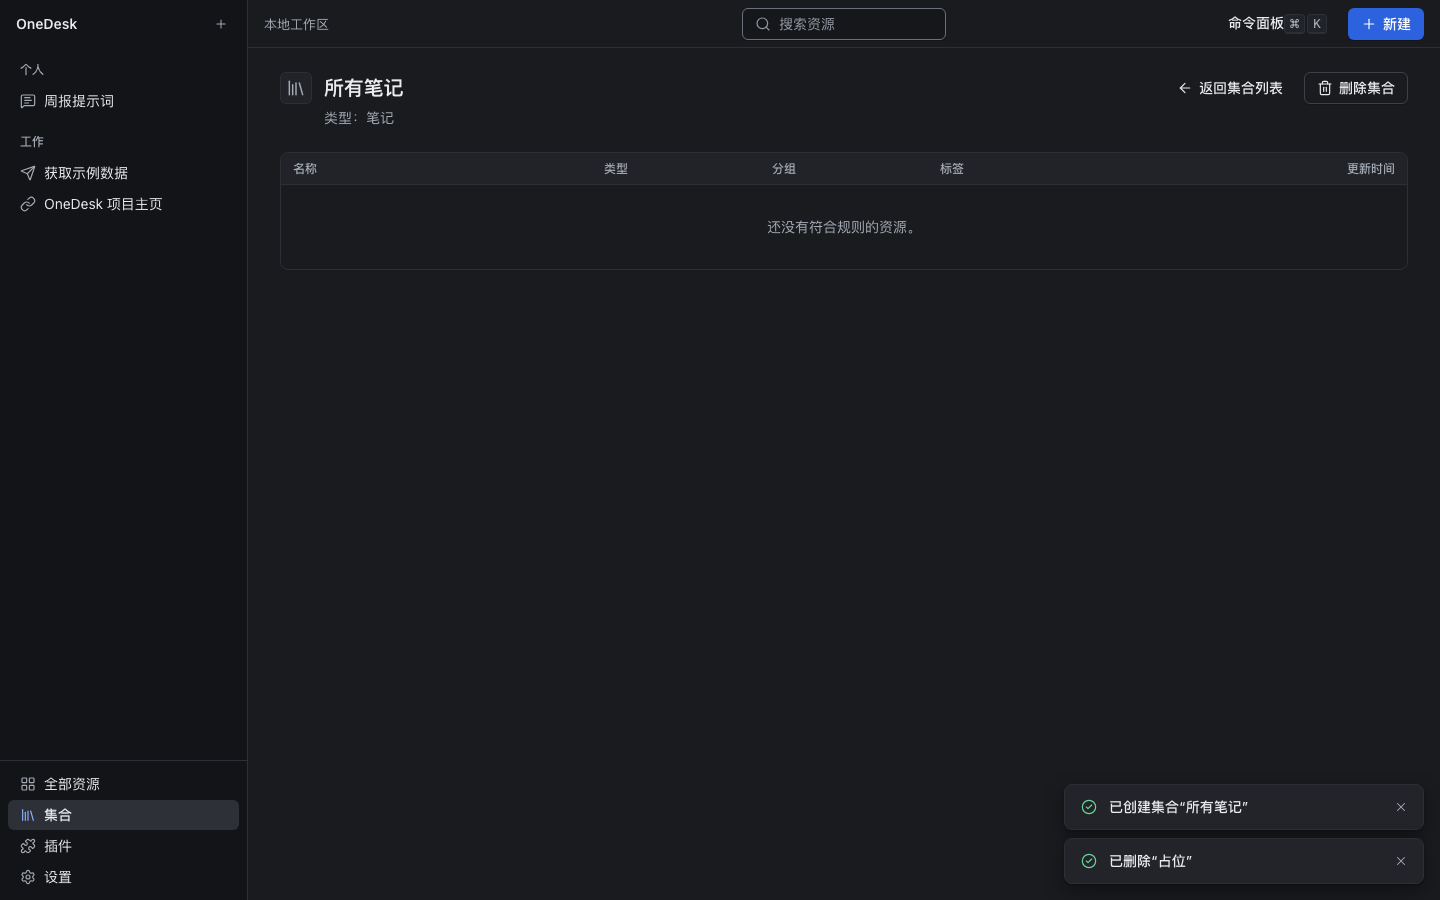 OneDesk
个人
周报提示词
工作
获取示例数据
OneDesk 项目主页
全部资源
集合
插件
设置
本地工作区
搜索资源
命令面板 ⌘ K
新建
所有笔记
类型：笔记
返回集合列表
删除集合
名称 类型 分组 标签 更新时间
还没有符合规则的资源。
已创建集合“所有笔记”
已删除“占位”